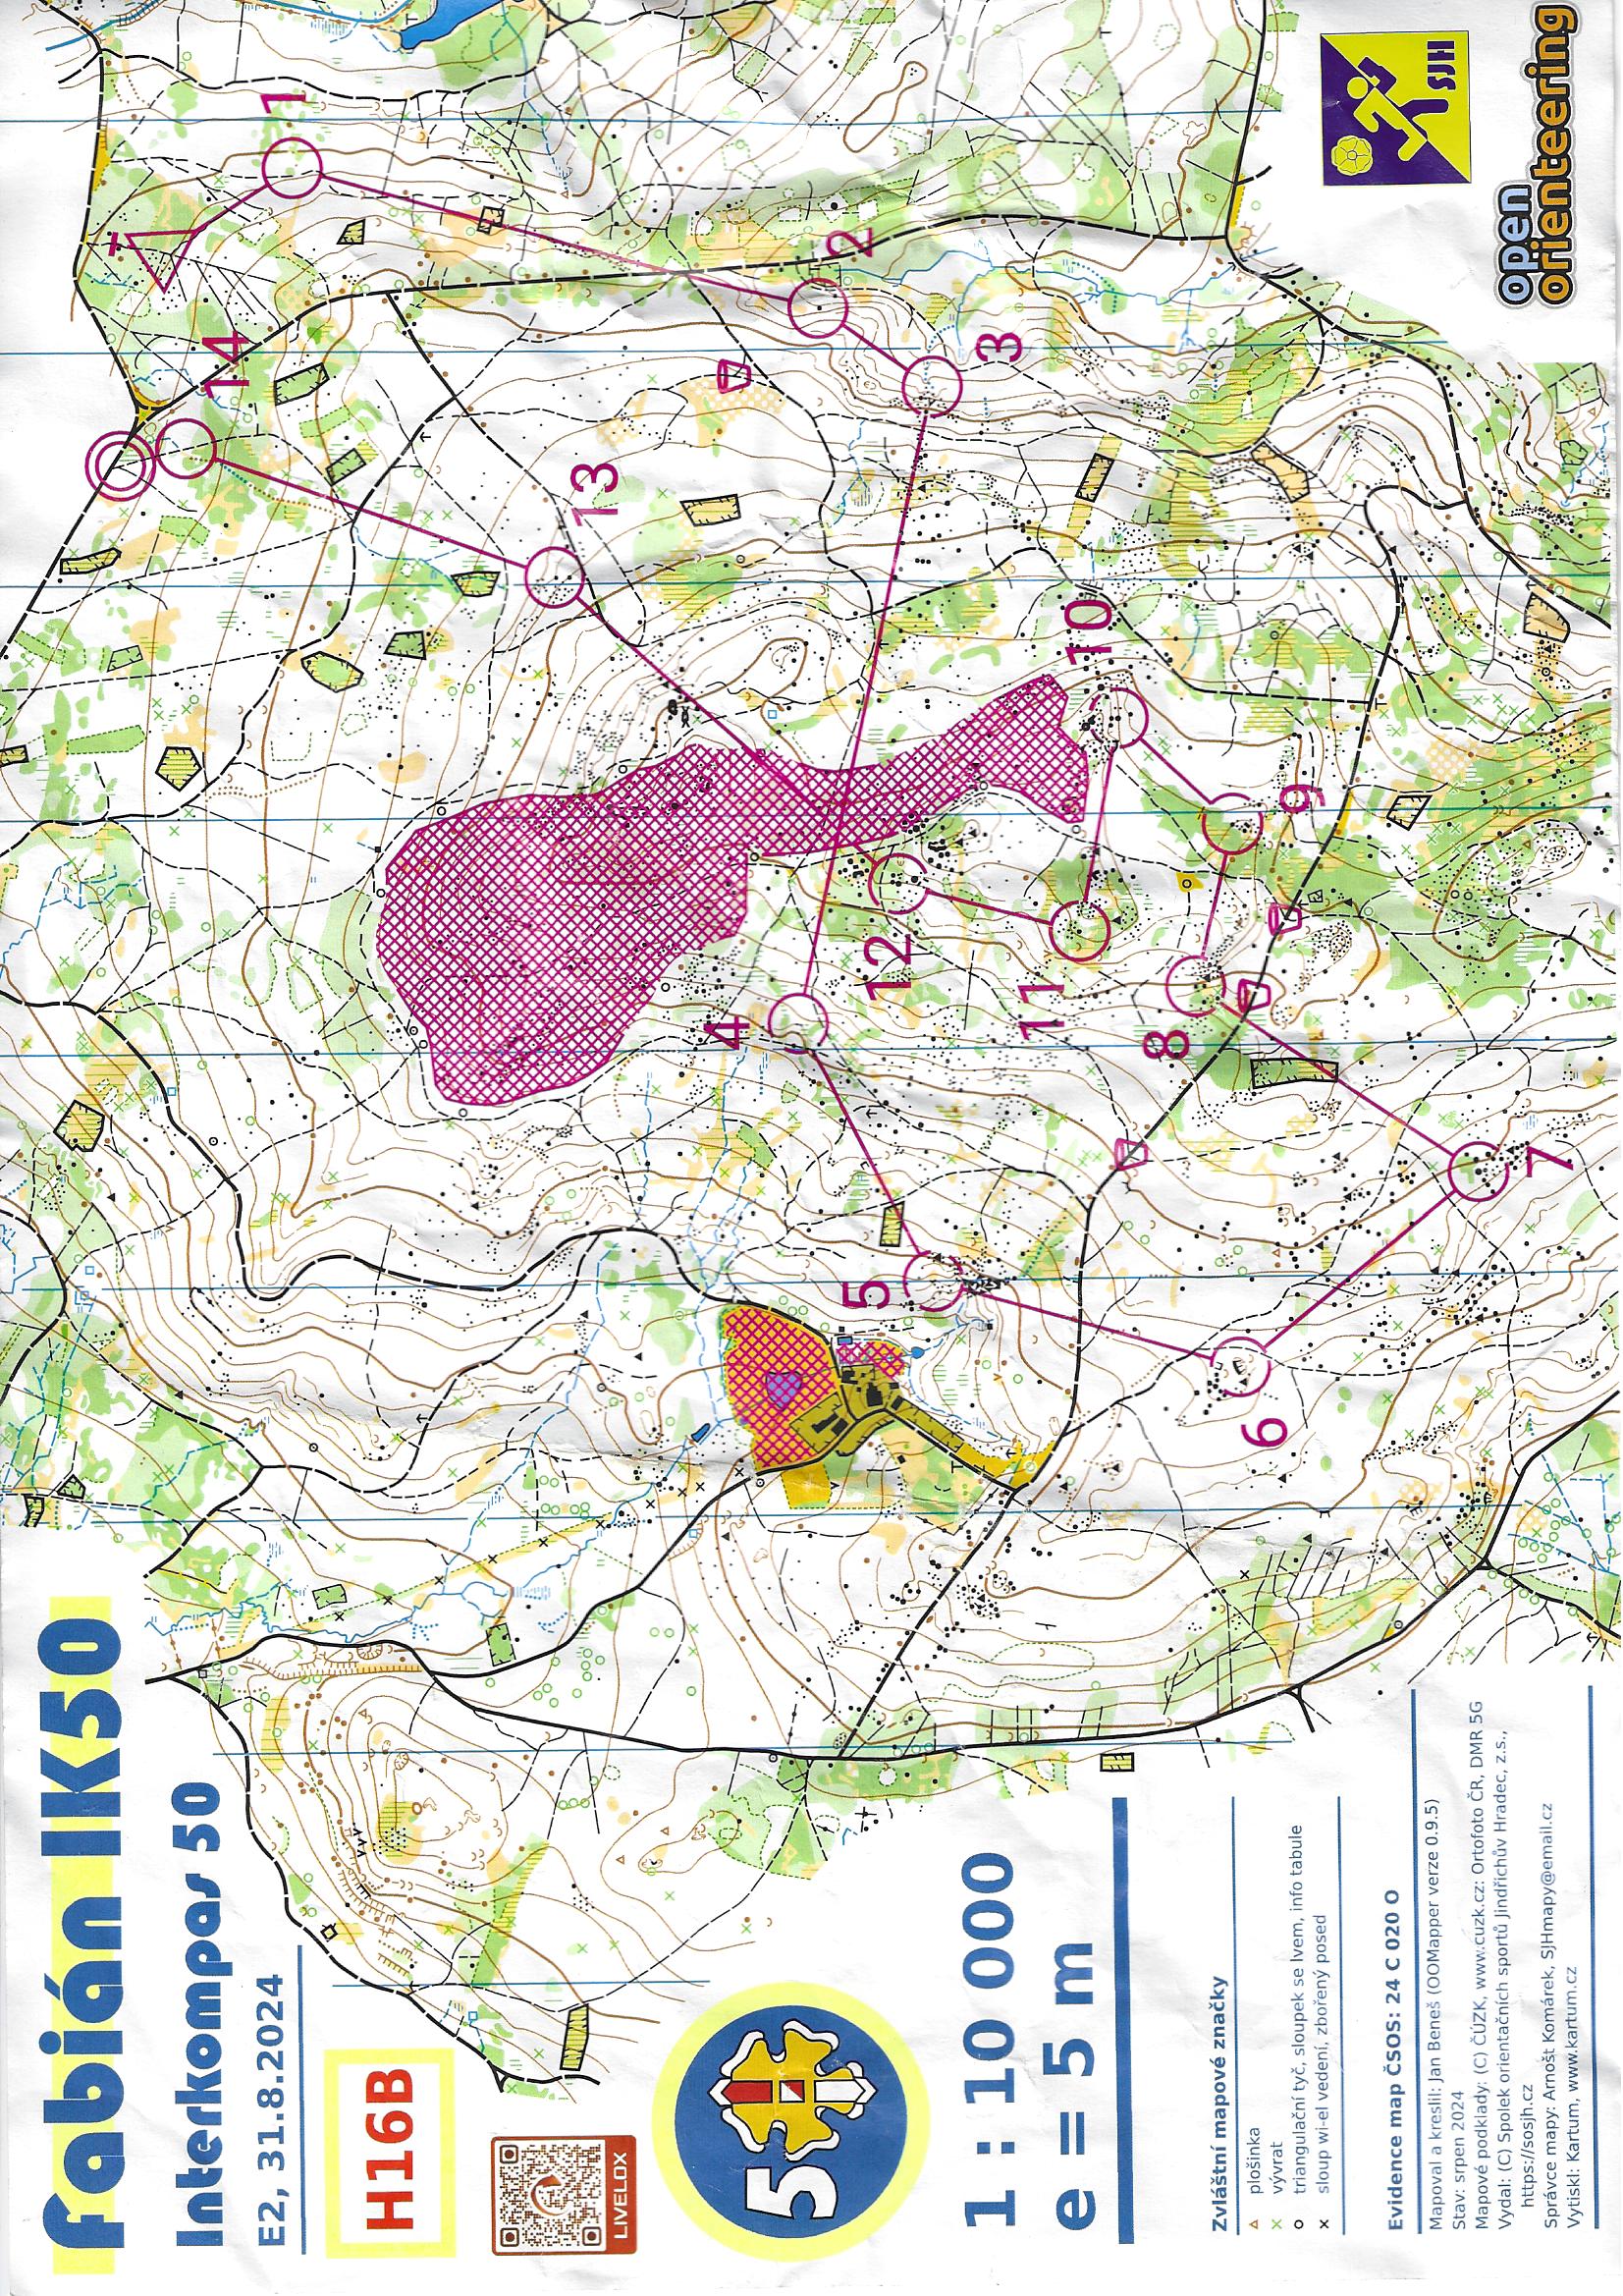 Fabián IK50
Interkompas 50
E2, 31.8.2024
H16B
LIVELOX
5
1 : 10 000
e = 5 m
Zvláštní mapové značky
plošinka
vývrat
triangulační tyč, sloupek se lvem, info tabule
sloup wi-el vedení, zbořený posed
Evidence map ČSOS: 24 C 020 O
Mapoval a kreslil: Jan Beneš (OOMapper verze 0.9.5)
Stav: srpen 2024
Mapové podklady: (C) ČÚZK, www.cuzk.cz: Ortofoto ČR, DMR 5G
Vydal: (C) Spolek orientačních sportů Jindřichův Hradec, z.s.,
https://sosjh.cz
Správce mapy: Arnošt Komárek, SJHmapy@email.cz
Vytiskl: Kartum, www.kartum.cz
14
1
13
4
2
5
12
3
11
10
8
6
9
7
SJH
open
orienteering